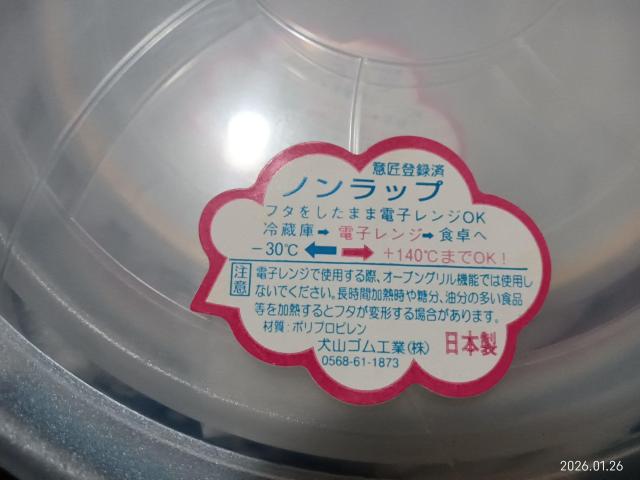 意匠登録済
ノンラップ
フタをしたまま電子レンジOK
冷蔵庫➡電子レンジ➡食卓へ
－30℃ ⬅➡ +140℃までOK!
注意
電子レンジで使用する際、オーブングリル機能では使用し
ないでください。長時間加熱時や糖分、油分の多い食品
等を加熱するとフタが変形する場合があります。
材質：ポリプロピレン
犬山ゴム工業(株)
日本製
0568-61-1873
2026.01.26